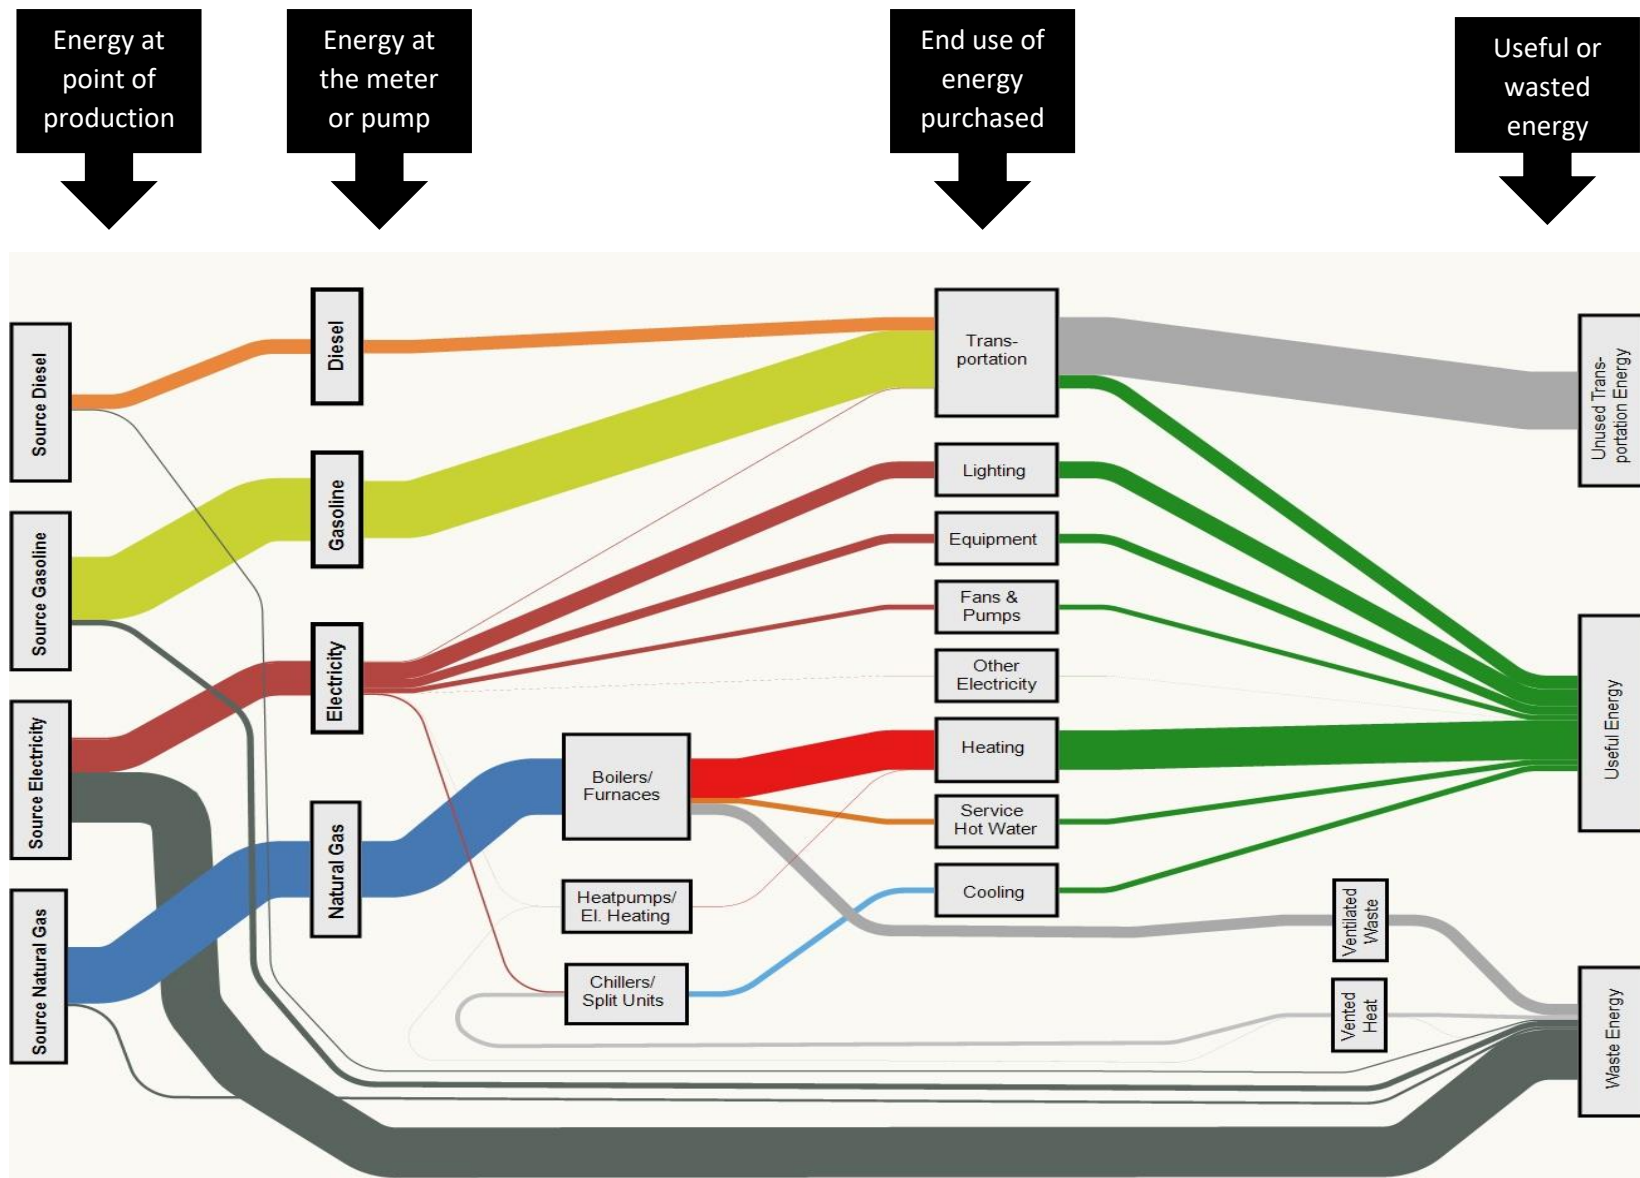 Energy at
point of
production
Energy at
the meter
or pump
End use of
energy
purchased
Useful or
wasted
energy
Source Diesel
Source Gasoline
Source Electricity
Source Natural Gas
Diesel
Gasoline
Electricity
Natural Gas
Boilers/
Furnaces
Heatpumps/
El. Heating
Chillers/
Split Units
Trans-
portation
Lighting
Equipment
Fans &
Pumps
Other
Electricity
Heating
Service
Hot Water
Cooling
Ventilated
Waste
Vented
Heat
Unused Trans-
portation Energy
Useful Energy
Waste Energy